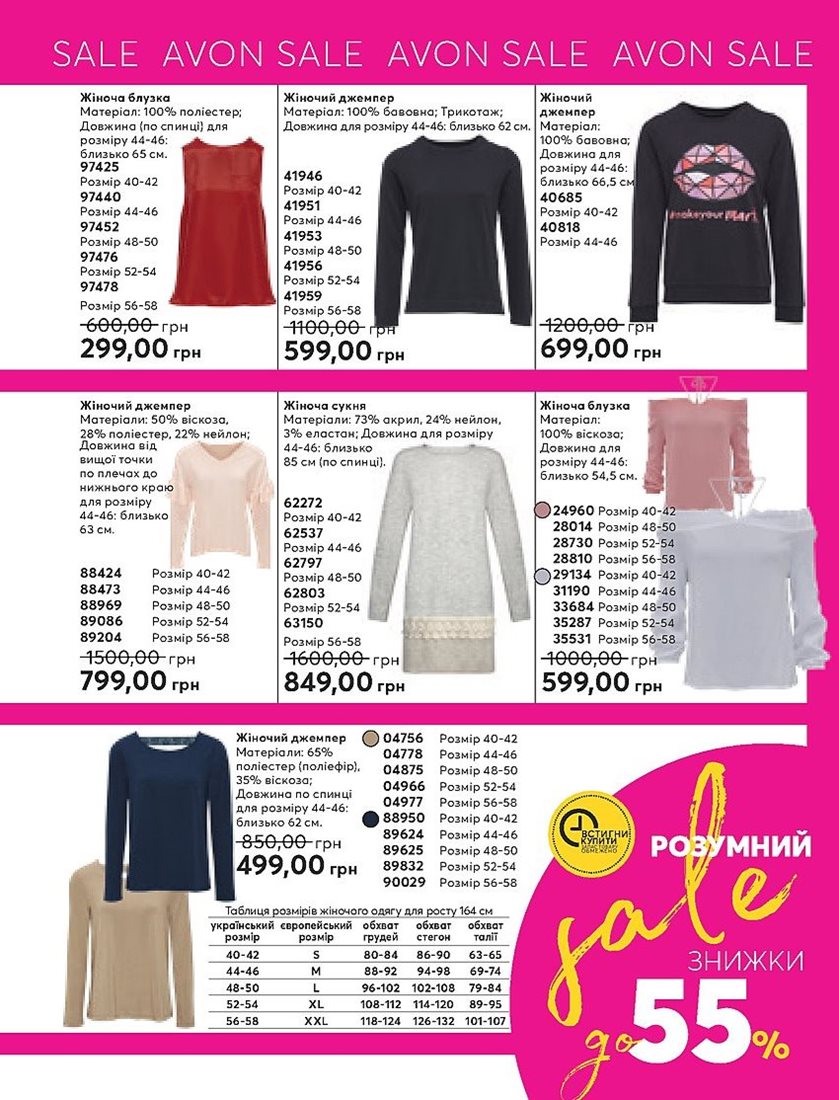 SALE AVON SALE AVON SALE AVON SALE
Жіноча блузка
Матеріал: 100% поліестер;
Довжина (по спинці) для
розміру 44-46:
близько 65 см.
97425
Розмір 40-42
97440
Розмір 44-46
97452
Розмір 48-50
97476
Розмір 52-54
97478
Розмір 56-58
600,00 грн
299,00 грн
Жіночий джемпер
Матеріал: 100% бавовна; Трикотаж;
Довжина для розміру 44-46: близько 62 см.
41946
Розмір 40-42
41951
Розмір 44-46
41953
Розмір 48-50
41956
Розмір 52-54
41959
Розмір 56-58
1100,00 грн
599,00 грн
Жіночий
джемпер
Матеріал:
100% бавовна;
Довжина для
розміру 44-46:
близько 66,5 см
40685
Розмір 40-42
40818
Розмір 44-46
#makeyourMark
1200,00 грн
699,00 грн
Жіночий джемпер
Матеріали: 50% віскоза,
28% поліестер, 22% нейлон;
Довжина від
вищої точки
по плечах до
нижнього краю
для розміру
44-46: близько
63 см.
88424 Розмір 40-42
88473 Розмір 44-46
88969 Розмір 48-50
89086 Розмір 52-54
89204 Розмір 56-58
1500,00 грн
799,00 грн
Жіноча сукня
Матеріали: 73% акрил, 24% нейлон,
3% еластан; Довжина для розміру
44-46: близько
85 см (по спинці).
62272
Розмір 40-42
62537
Розмір 44-46
62797
Розмір 48-50
62803
Розмір 52-54
63150
Розмір 56-58
1600,00 грн
849,00 грн
Жіноча блузка
Матеріал:
100% віскоза;
Довжина для
розміру 44-46:
близько 54,5 см.
24960 Розмір 40-42
28014 Розмір 48-50
28730 Розмір 52-54
28810 Розмір 56-58
29134 Розмір 40-42
31190 Розмір 44-46
33684 Розмір 48-50
35287 Розмір 52-54
35531 Розмір 56-58
1000,00 грн
599,00 грн
Жіночий джемпер
Матеріали: 65%
поліестер (поліефір),
35% віскоза;
Довжина по спинці
для розміру 44-46:
близько 62 см.
850,00 грн
499,00 грн
04756 Розмір 40-42
04778 Розмір 44-46
04875 Розмір 48-50
04966 Розмір 52-54
04977 Розмір 56-58
88950 Розмір 40-42
89624 Розмір 44-46
89625 Розмір 48-50
89832 Розмір 52-54
90029 Розмір 56-58
Таблиця розмірів жіночого одягу для росту 164 см
український розмір європейський розмір обхват грудей обхват стегон обхват талії
40-42 S 80-84 86-90 63-65
44-46 M 88-92 94-98 69-74
48-50 L 96-102 102-108 79-84
52-54 XL 108-112 114-120 89-95
56-58 XXL 118-124 126-132 101-107
ВСТИГНИ
КУПИТИ
ЗАПАС ТОВАРУ
ОБМЕЖЕНО
РОЗУМНИЙ
sale
ЗНИЖКИ
до 55%